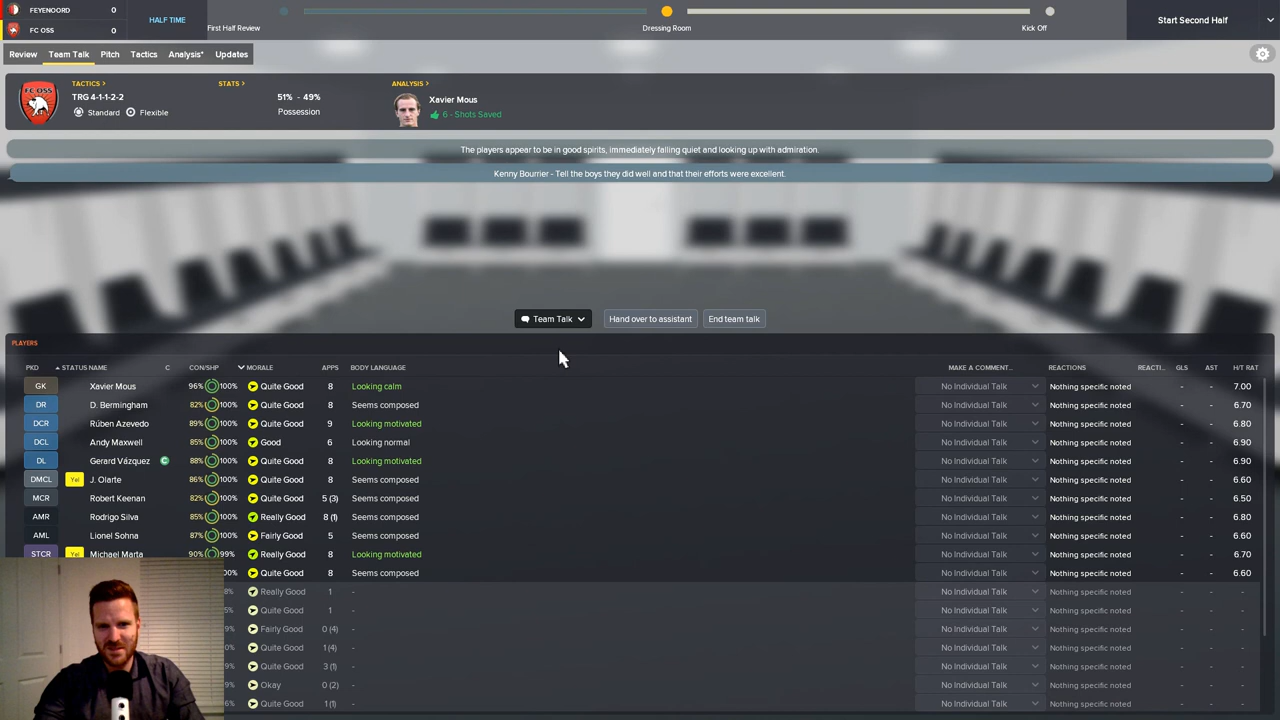 FEYENOORD 0
FC OSS 0
HALF TIME
First Half Review
Dressing Room
Kick Off
Start Second Half
Review Team Talk Pitch Tactics Analysis* Updates
FC OSS
TACTICS >
TRG 4-1-1-2-2
Standard Flexible
STATS >
51% - 49%
Possession
ANALYSIS >
Xavier Mous
6 - Shots Saved
The players appear to be in good spirits, immediately falling quiet and looking up with admiration.
Kenny Bourrier - Tell the boys they did well and that their efforts were excellent.
Team Talk Hand over to assistant End team talk
PLAYERS
PKD STATUS NAME C CON/SHP MORALE APPS BODY LANGUAGE MAKE A COMMENT... REACTIONS REACTI... GLS AST H/T RAT
GK Xavier Mous 96% 100% Quite Good 8 Looking calm No Individual Talk Nothing specific noted - - - 7.00
DR D. Bermingham 82% 100% Quite Good 8 Seems composed No Individual Talk Nothing specific noted - - - 6.70
DCR Rúben Azevedo 89% 100% Quite Good 9 Looking motivated No Individual Talk Nothing specific noted - - - 6.80
DCL Andy Maxwell 85% 100% Good 6 Looking normal No Individual Talk Nothing specific noted - - - 6.90
DL Gerard Vázquez C 88% 100% Quite Good 8 Looking motivated No Individual Talk Nothing specific noted - - - 6.90
DMCL Yel J. Olarte 86% 100% Quite Good 8 Seems composed No Individual Talk Nothing specific noted - - - 6.60
MCR Robert Keenan 82% 100% Quite Good 5 (3) Seems composed No Individual Talk Nothing specific noted - - - 6.50
AMR Rodrigo Silva 85% 100% Really Good 8 (1) Seems composed No Individual Talk Nothing specific noted - - - 6.80
AML Lionel Sohna 87% 100% Fairly Good 5 Seems composed No Individual Talk Nothing specific noted - - - 6.60
STCR Yel Michael Marta 90% 99% Really Good 8 Looking motivated No Individual Talk Nothing specific noted - - - 6.70
00% Quite Good 8 Seems composed No Individual Talk Nothing specific noted - - - 6.60
8% Really Good 1 - No Individual Talk Nothing specific noted - - - -
5% Quite Good 1 - No Individual Talk Nothing specific noted - - - -
9% Fairly Good 0 (4) - No Individual Talk Nothing specific noted - - - -
0% Quite Good 1 (4) - No Individual Talk Nothing specific noted - - - -
9% Quite Good 3 (1) - No Individual Talk Nothing specific noted - - - -
9% Okay 0 (2) - No Individual Talk Nothing specific noted - - - -
6% Quite Good 1 (1) - No Individual Talk Nothing specific noted - - - -